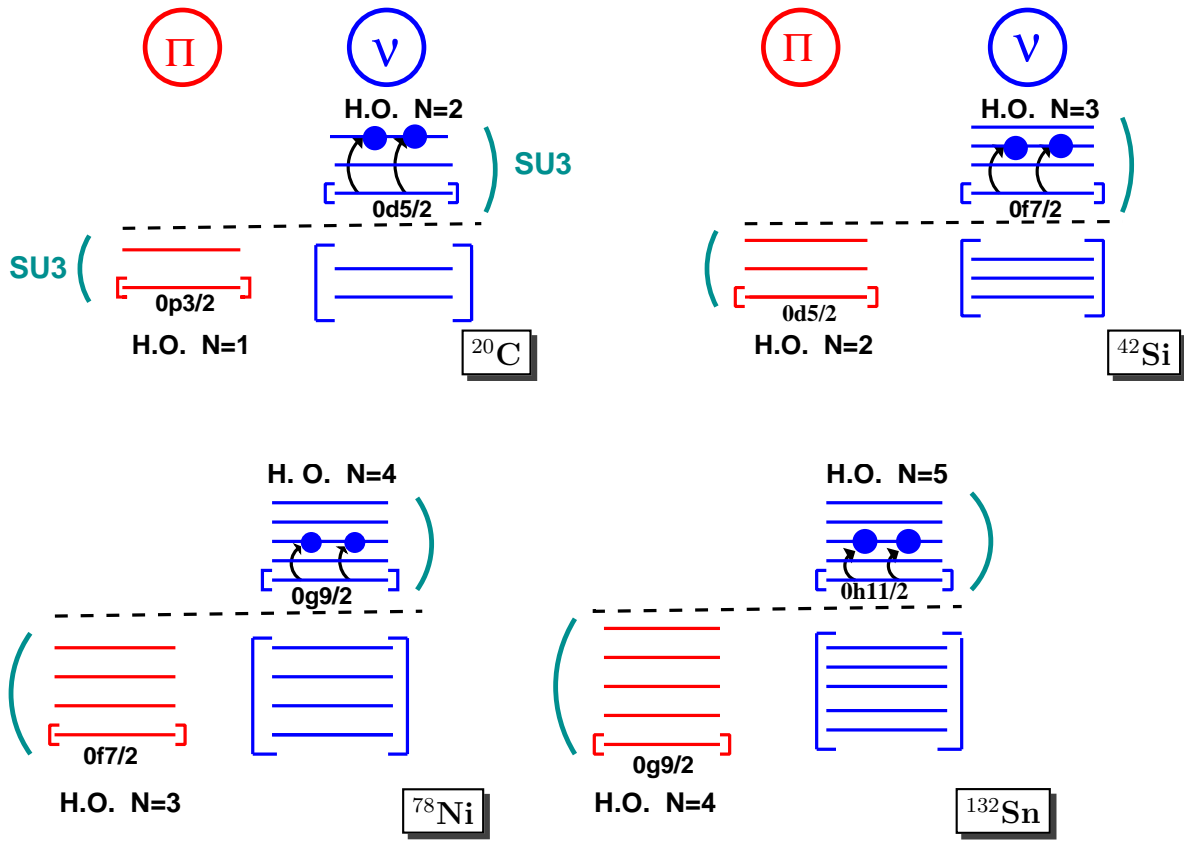 Π ν
H.O. N=2
SU3
0d5/2
SU3
0p3/2
H.O. N=1
²⁰C
Π ν
H.O. N=3
0f7/2
0d5/2
H.O. N=2
⁴²Si
H. O. N=4
0g9/2
0f7/2
H.O. N=3
⁷⁸Ni
H.O. N=5
0h11/2
0g9/2
H.O. N=4
¹³²Sn